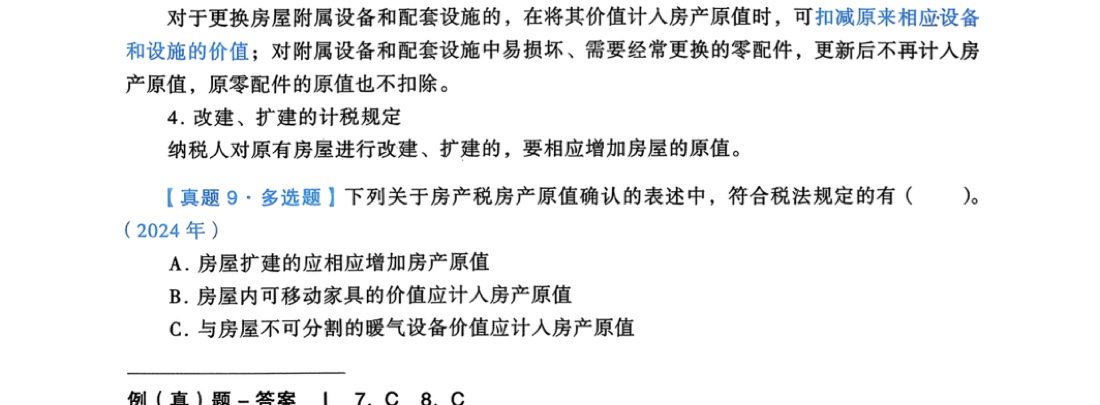 对于更换房屋附属设备和配套设施的，在将其价值计入房产原值时，可扣减原来相应设备
和设施的价值；对附属设备和配套设施中易损坏、需要经常更换的零配件，更新后不再计入房
产原值，原零配件的原值也不扣除。
4. 改建、扩建的计税规定
纳税人对原有房屋进行改建、扩建的，要相应增加房屋的原值。
【真题 9·多选题】下列关于房产税房产原值确认的表述中，符合税法规定的有（　　）。
（2024 年）
A. 房屋扩建的应相应增加房产原值
B. 房屋内可移动家具的价值应计入房产原值
C. 与房屋不可分割的暖气设备价值应计入房产原值
例（真）题－答案 | 7. C 8. C